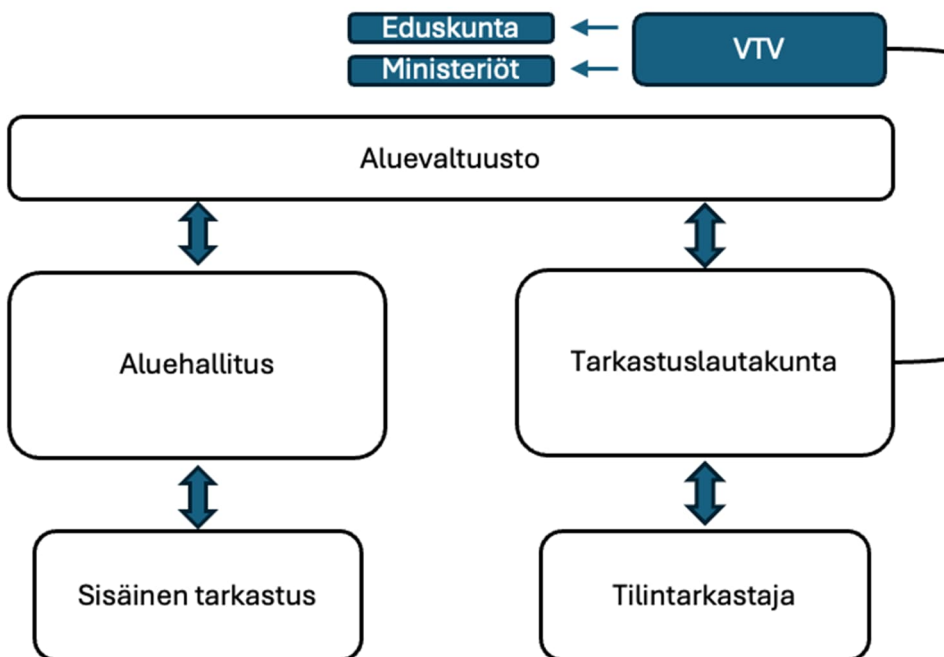 Eduskunta
VTV
Ministeriöt
Aluevaltuusto
Aluehallitus
Tarkastuslautakunta
Sisäinen tarkastus
Tilintarkastaja